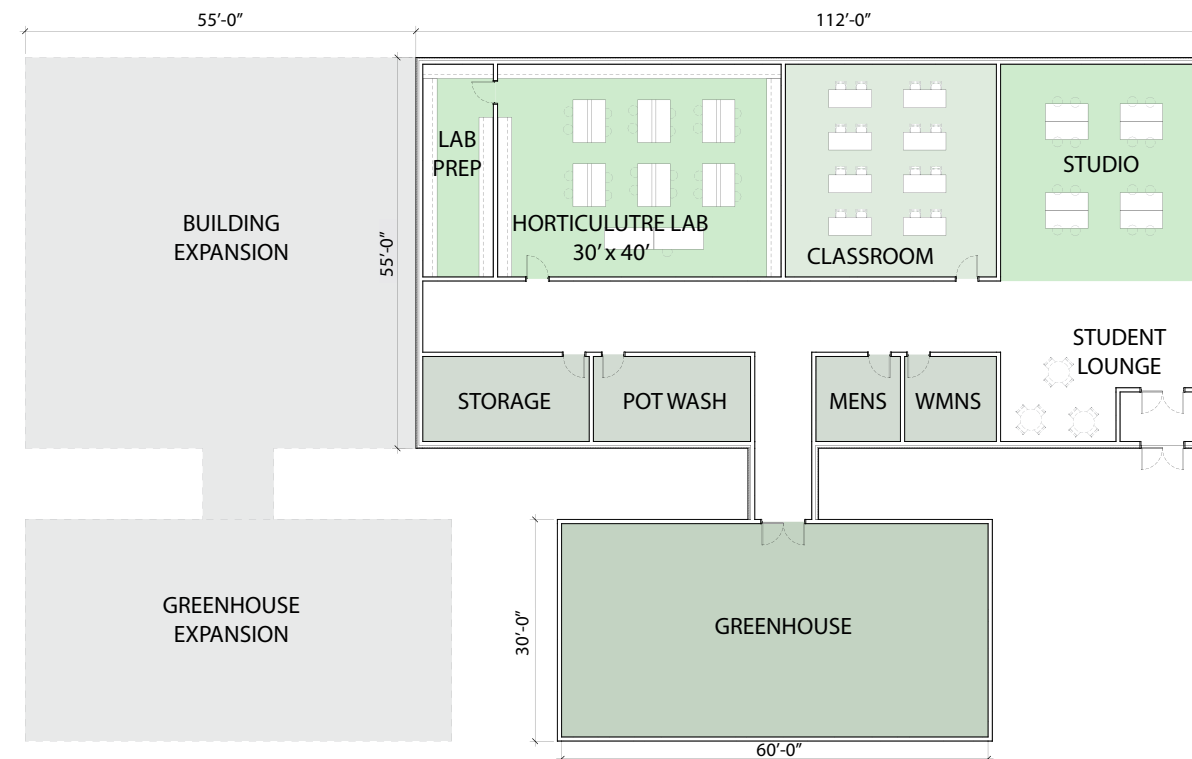 55'-0"
112'-0"
LAB
PREP
STUDIO
HORTICULUTRE LAB
30' x 40'
BUILDING
EXPANSION
55'-0"
CLASSROOM
STUDENT
LOUNGE
STORAGE
POT WASH
MENS
WMNS
GREENHOUSE
EXPANSION
30'-0"
GREENHOUSE
60'-0"